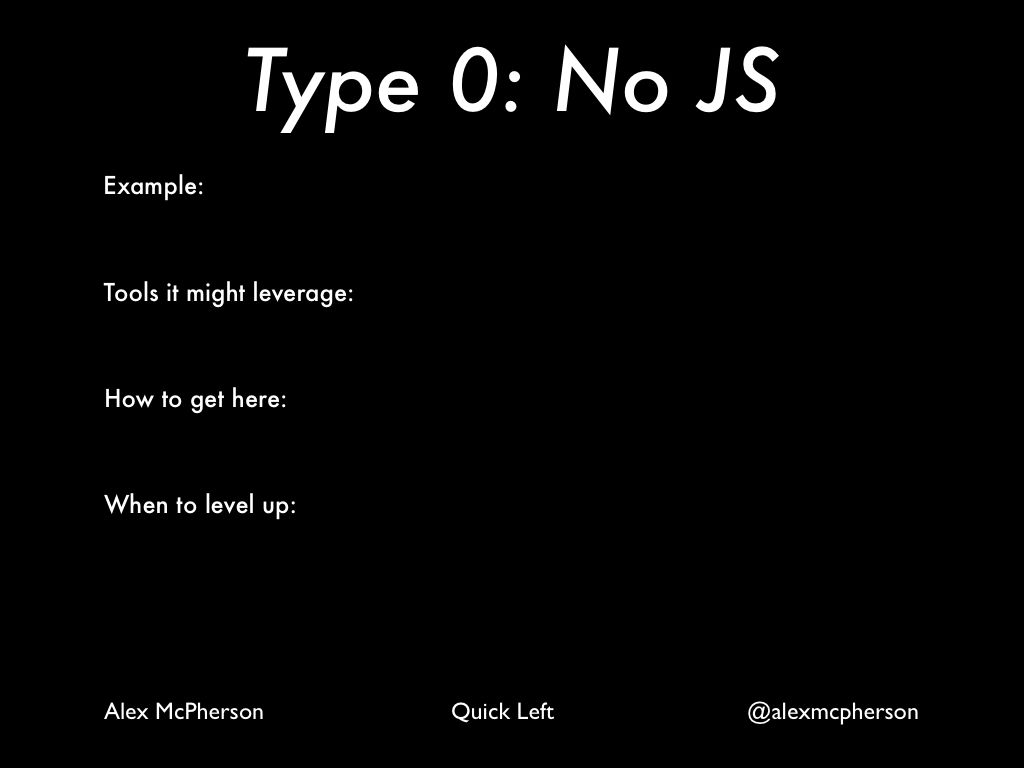 Type 0: No JS
Example:
Tools it might leverage:
How to get here:
When to level up:
Alex McPherson
Quick Left
@alexmcpherson